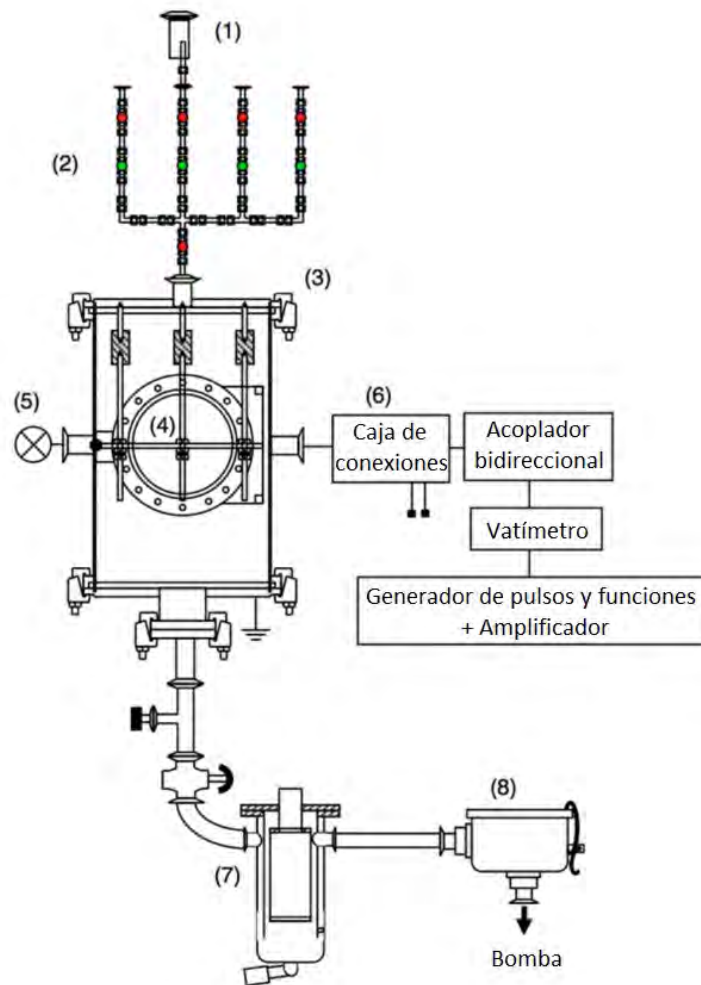 (1)
(2)
(3)
(4)
(5)
(6)
Caja de
conexiones
Acoplador
bidireccional
Vatímetro
Generador de pulsos y funciones
+ Amplificador
(7)
(8)
Bomba